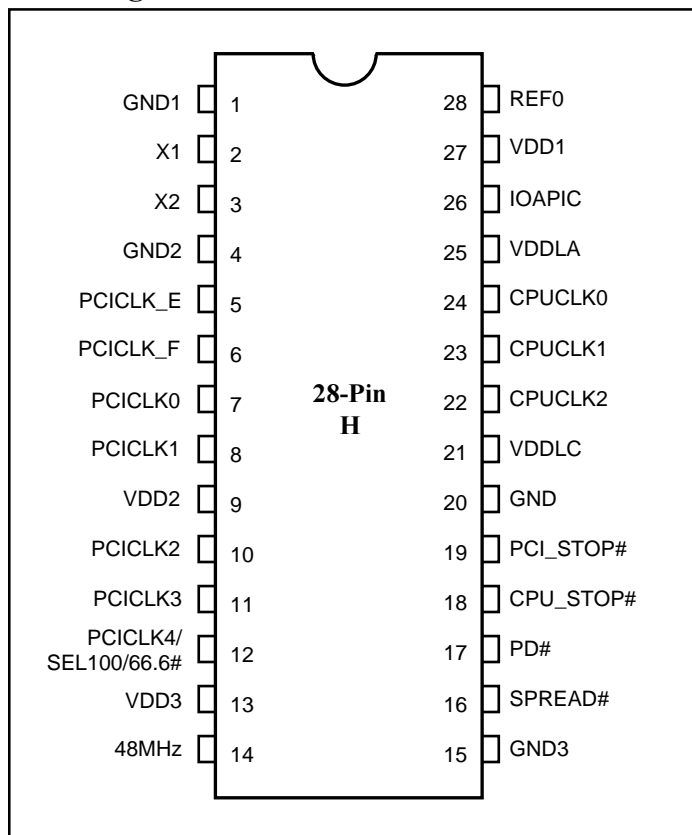 GND1 1 28 REF0
X1 2 27 VDD1
X2 3 26 IOAPIC
GND2 4 25 VDDLA
PCICLK_E 5 24 CPUCLK0
PCICLK_F 6 23 CPUCLK1
PCICLK0 7 28-Pin 22 CPUCLK2
H
PCICLK1 8 21 VDDLC
VDD2 9 20 GND
PCICLK2 10 19 PCI_STOP#
PCICLK3 11 18 CPU_STOP#
PCICLK4/
SEL100/66.6# 12 17 PD#
VDD3 13 16 SPREAD#
48MHz 14 15 GND3